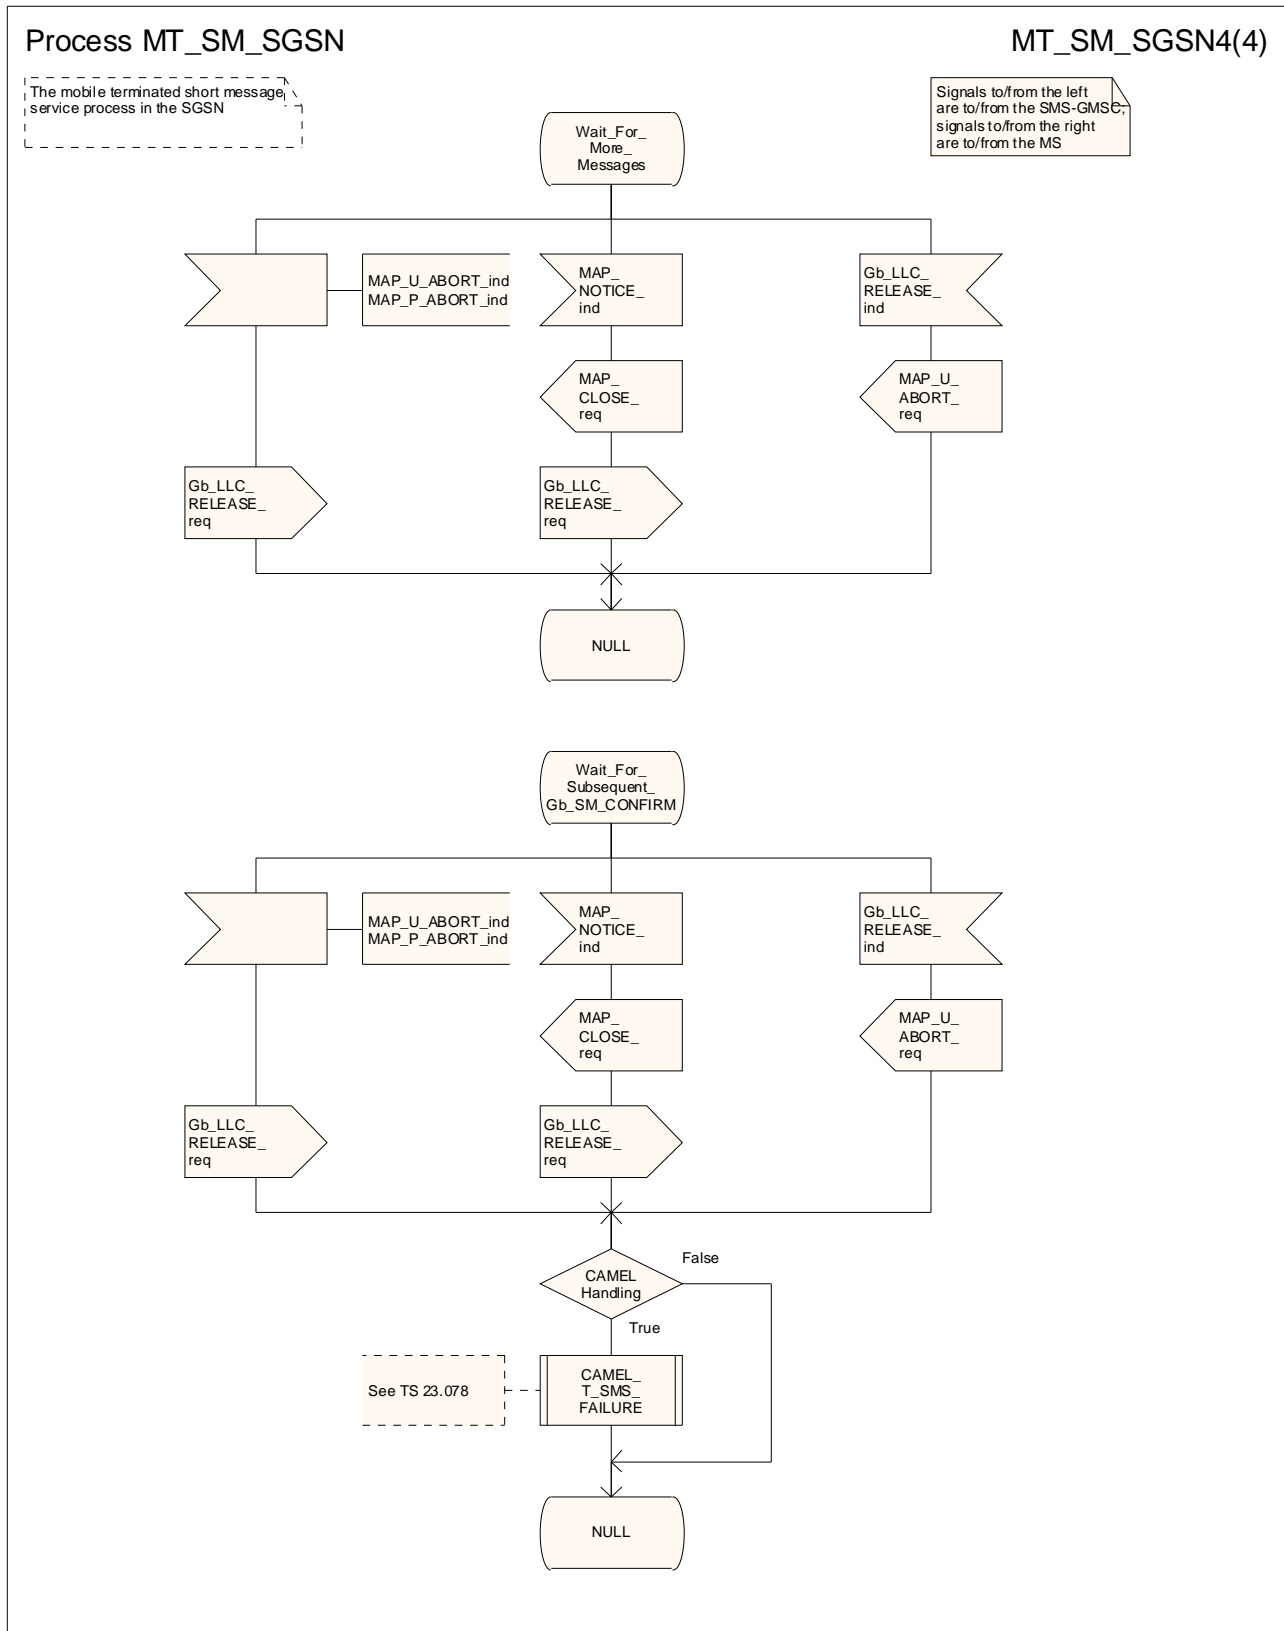 Process MT_SM_SGSN
MT_SM_SGSN4(4)
The mobile terminated short message
service process in the SGSN
Signals to/from the left
are to/from the SMS-GMSC;
signals to/from the right
are to/from the MS
Wait_For_
More_
Messages
MAP_U_ABORT_ind
MAP_P_ABORT_ind
MAP_
NOTICE_
ind
Gb_LLC_
RELEASE_
ind
MAP_
CLOSE_
req
MAP_U_
ABORT_
req
Gb_LLC_
RELEASE_
req
Gb_LLC_
RELEASE_
req
NULL
Wait_For_
Subsequent_
Gb_SM_CONFIRM
MAP_U_ABORT_ind
MAP_P_ABORT_ind
MAP_
NOTICE_
ind
Gb_LLC_
RELEASE_
ind
MAP_
CLOSE_
req
MAP_U_
ABORT_
req
Gb_LLC_
RELEASE_
req
Gb_LLC_
RELEASE_
req
False
CAMEL
Handling
True
See TS 23.078
CAMEL_
T_SMS_
FAILURE
NULL